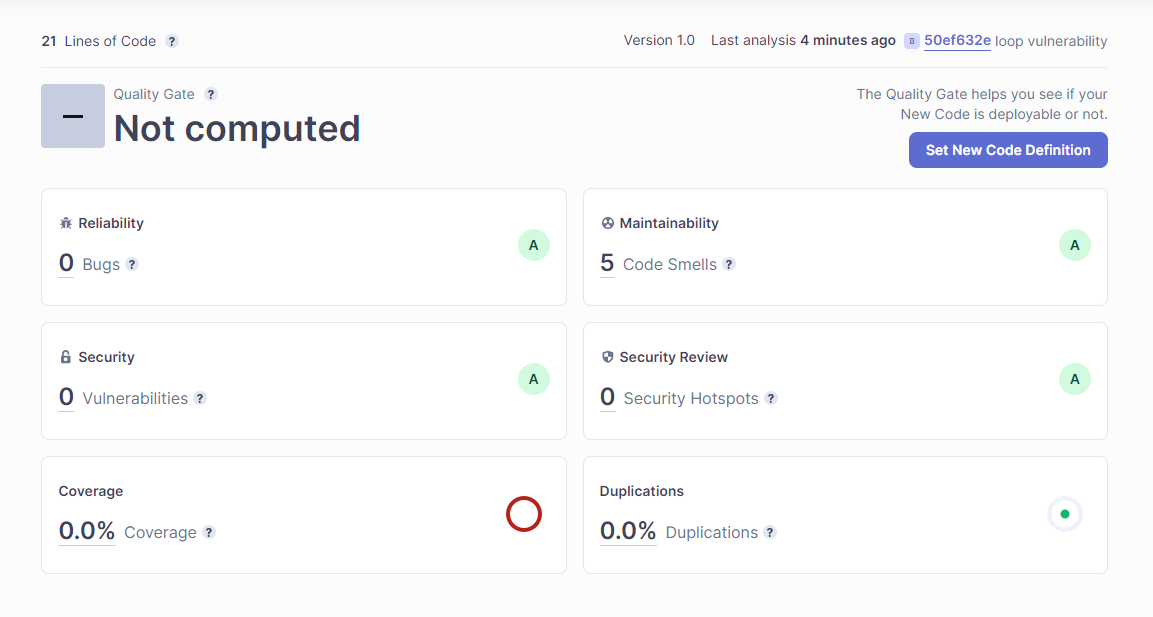 21 Lines of Code ?
Version 1.0 Last analysis 4 minutes ago B 50ef632e loop vulnerability
Quality Gate ?
Not computed
The Quality Gate helps you see if your
New Code is deployable or not.
Set New Code Definition
Reliability
0 Bugs ?
A
Maintainability
5 Code Smells ?
A
Security
0 Vulnerabilities ?
A
Security Review
0 Security Hotspots ?
A
Coverage
0.0% Coverage ?
Duplications
0.0% Duplications ?